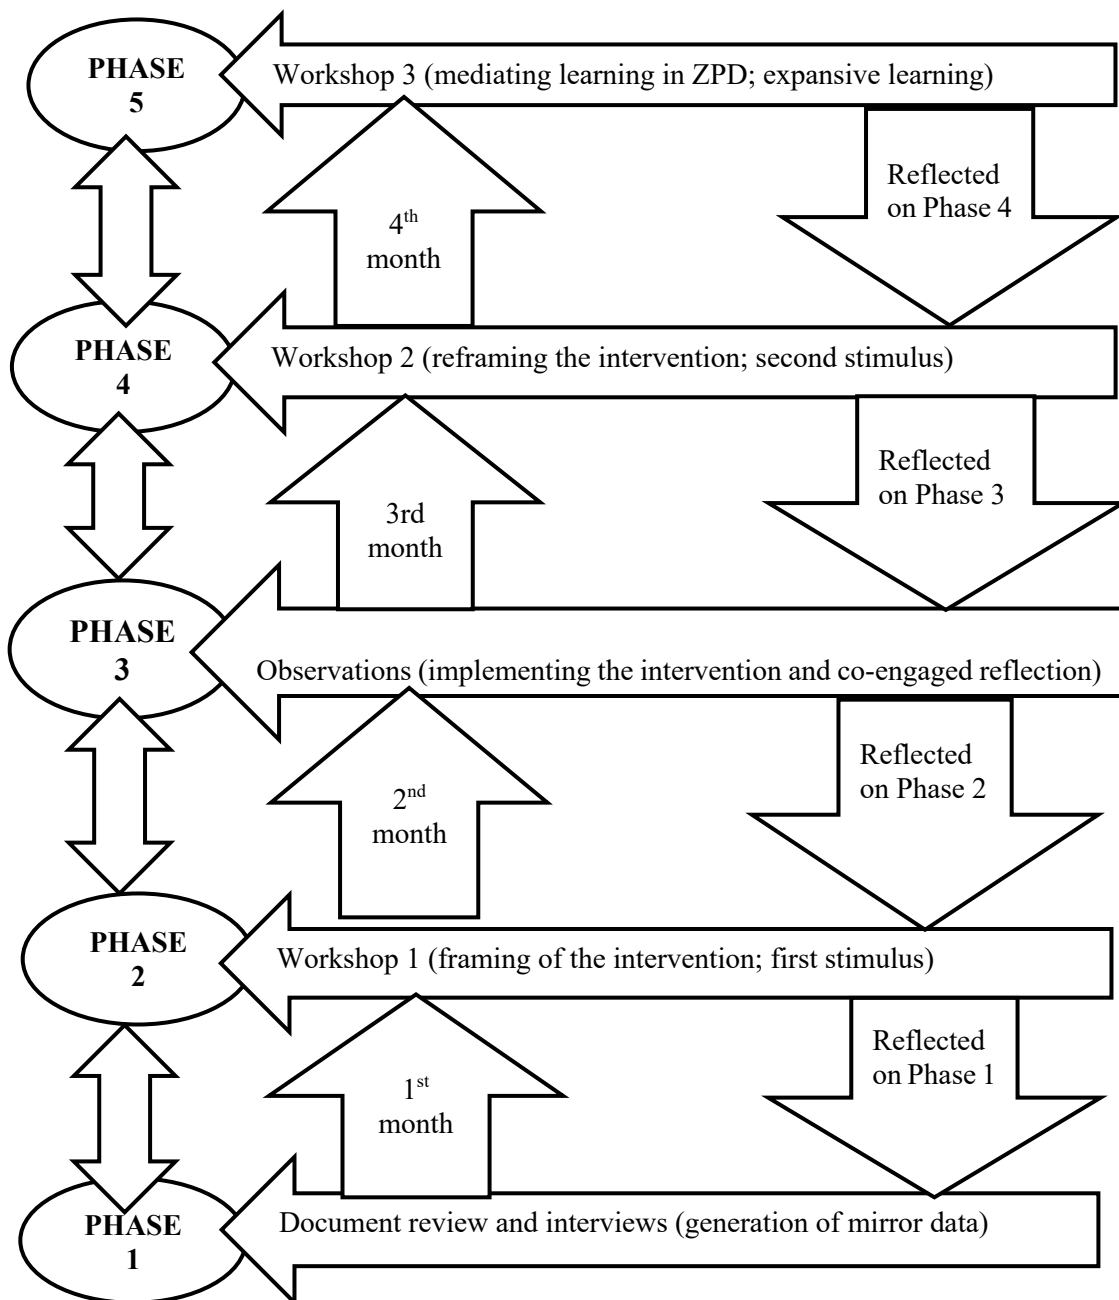 PHASE
5
Workshop 3 (mediating learning in ZPD; expansive learning)
4th
month
Reflected
on Phase 4
PHASE
4
Workshop 2 (reframing the intervention; second stimulus)
3rd
month
Reflected
on Phase 3
PHASE
3
Observations (implementing the intervention and co-engaged reflection)
2nd
month
Reflected
on Phase 2
PHASE
2
Workshop 1 (framing of the intervention; first stimulus)
1st
month
Reflected
on Phase 1
PHASE
1
Document review and interviews (generation of mirror data)